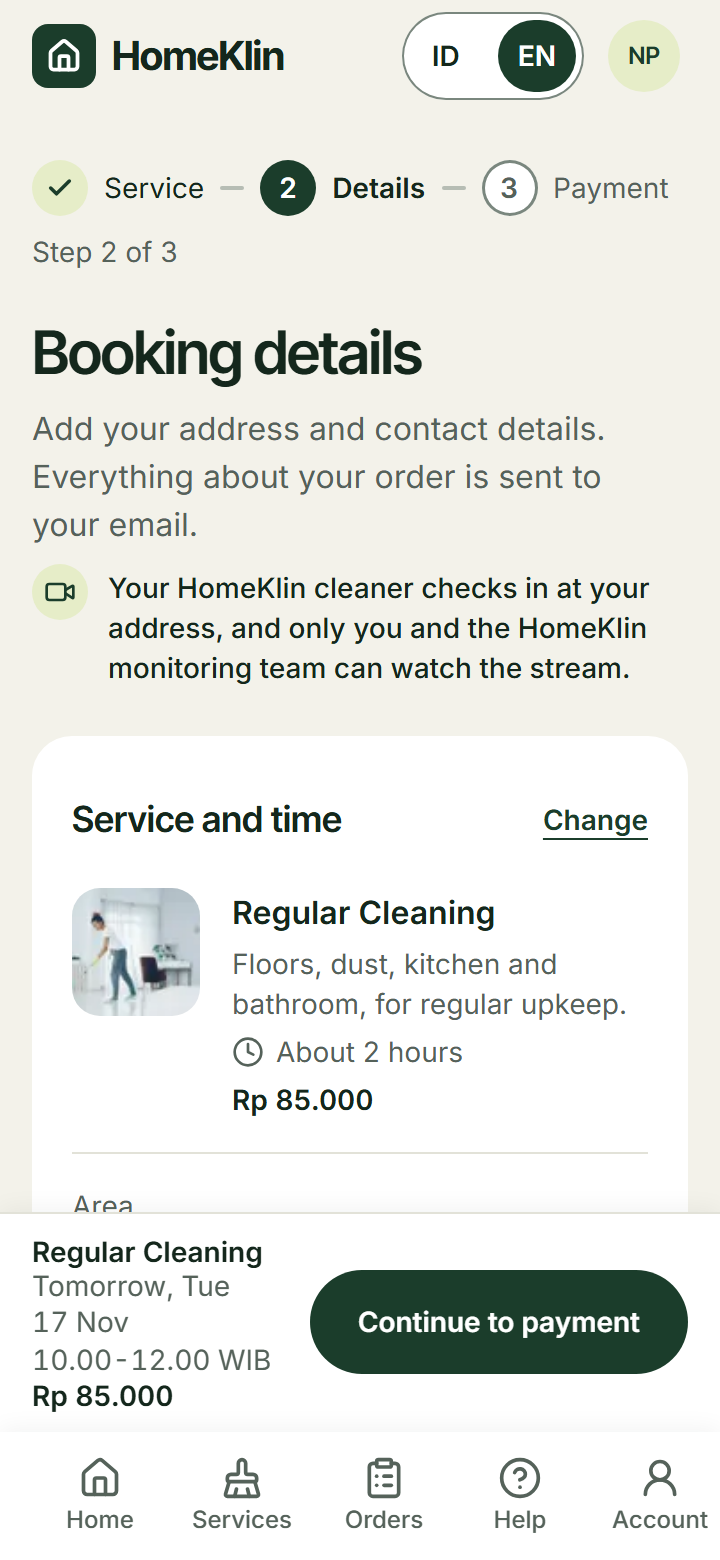 HomeKlin
ID
EN
NP
Service
2
Details
3
Payment
Step 2 of 3
Booking details
Add your address and contact details.
Everything about your order is sent to
your email.
Your HomeKlin cleaner checks in at your
address, and only you and the HomeKlin
monitoring team can watch the stream.
Service and time
Change
Regular Cleaning
Floors, dust, kitchen and
bathroom, for regular upkeep.
About 2 hours
Rp 85.000
Area
Regular Cleaning
Tomorrow, Tue
17 Nov
10.00-12.00 WIB
Rp 85.000
Continue to payment
Home
Services
Orders
Help
Account